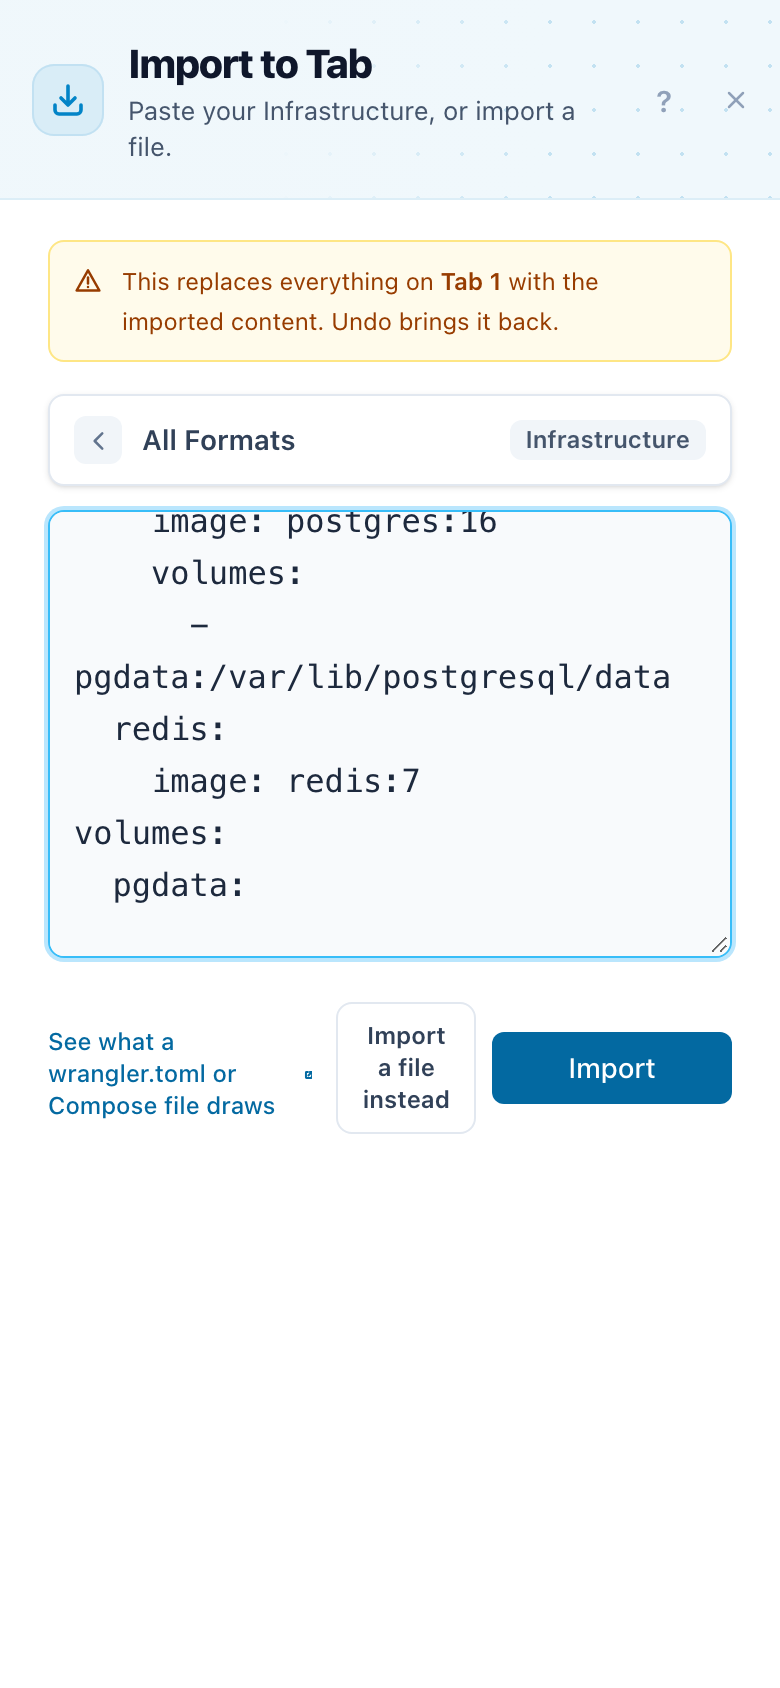 Import to Tab
Paste your Infrastructure, or import a
file.
?
This replaces everything on Tab 1 with the
imported content. Undo brings it back.
All Formats
Infrastructure
    image: postgres:16
    volumes:
      -
pgdata:/var/lib/postgresql/data
  redis:
    image: redis:7
volumes:
  pgdata:
See what a
wrangler.toml or
Compose file draws
Import
a file
instead
Import